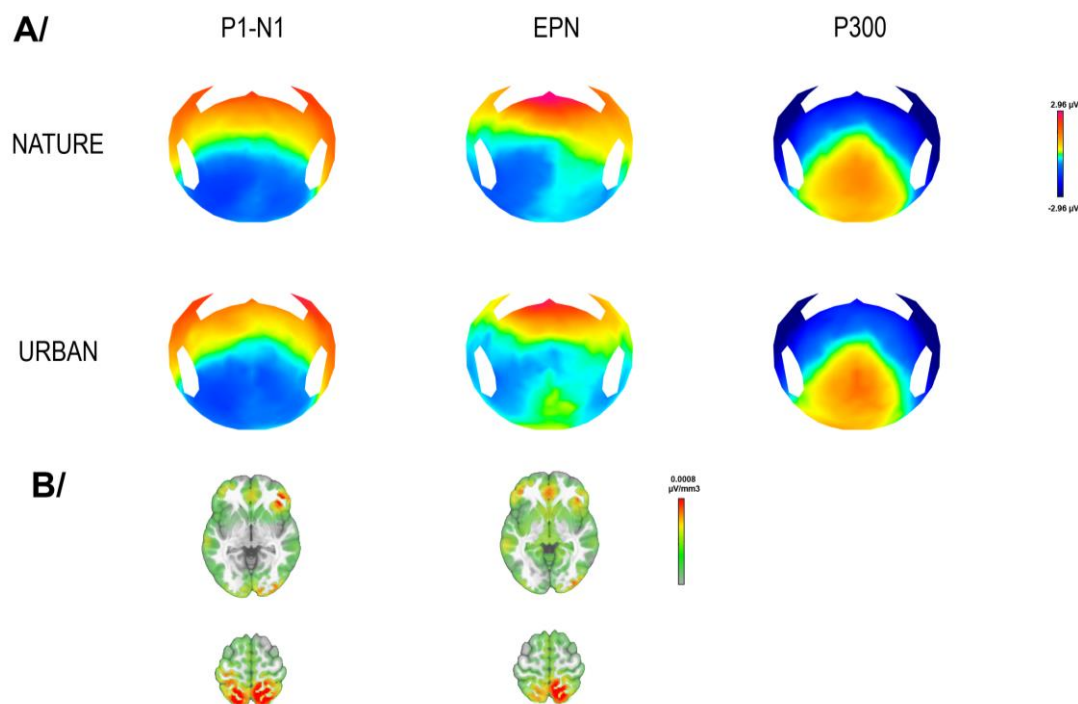 A/ P1-N1 EPN P300
NATURE
2.96 µV
-2.96 µV
URBAN
B/
0.0008
µV/mm3